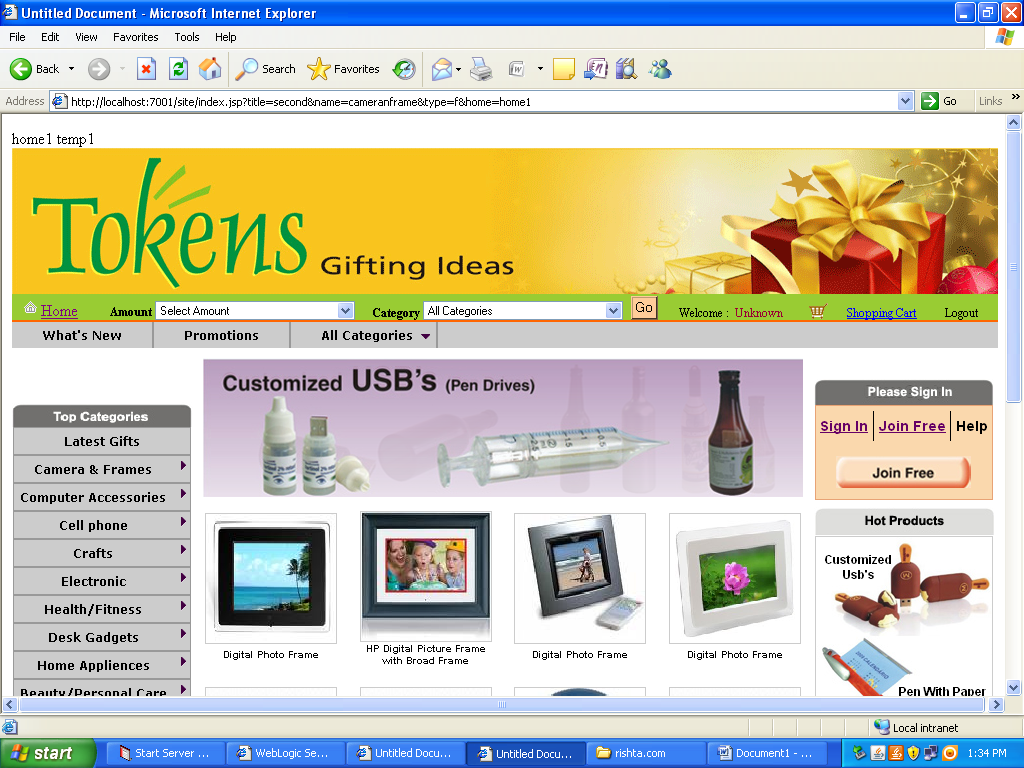 Untitled Document - Microsoft Internet Explorer
File Edit View Favorites Tools Help
Back Search Favorites
Address http://localhost:7001/site/index.jsp?title=second&name=cameranframe&type=f&home=home1 Go Links »
home1 temp1
Tokens
Gifting Ideas
Home Amount Select Amount Category All Categories Go Welcome : Unknown Shopping Cart Logout
What's New Promotions All Categories
Customized USB's (Pen Drives)
Top Categories
Latest Gifts
Camera & Frames
Computer Accessories
Cell phone
Crafts
Electronic
Health/Fitness
Desk Gadgets
Home Appliences
Beauty/Personal Care
Digital Photo Frame
HP Digital Picture Frame
with Broad Frame
Digital Photo Frame
Digital Photo Frame
Please Sign In
Sign In Join Free Help
Join Free
Hot Products
Customized
Usb's
Pen With Paper
Local intranet
start Start Server ... WebLogic Se... Untitled Docu... Untitled Docu... rishta.com Document1 - ... 1:34 PM